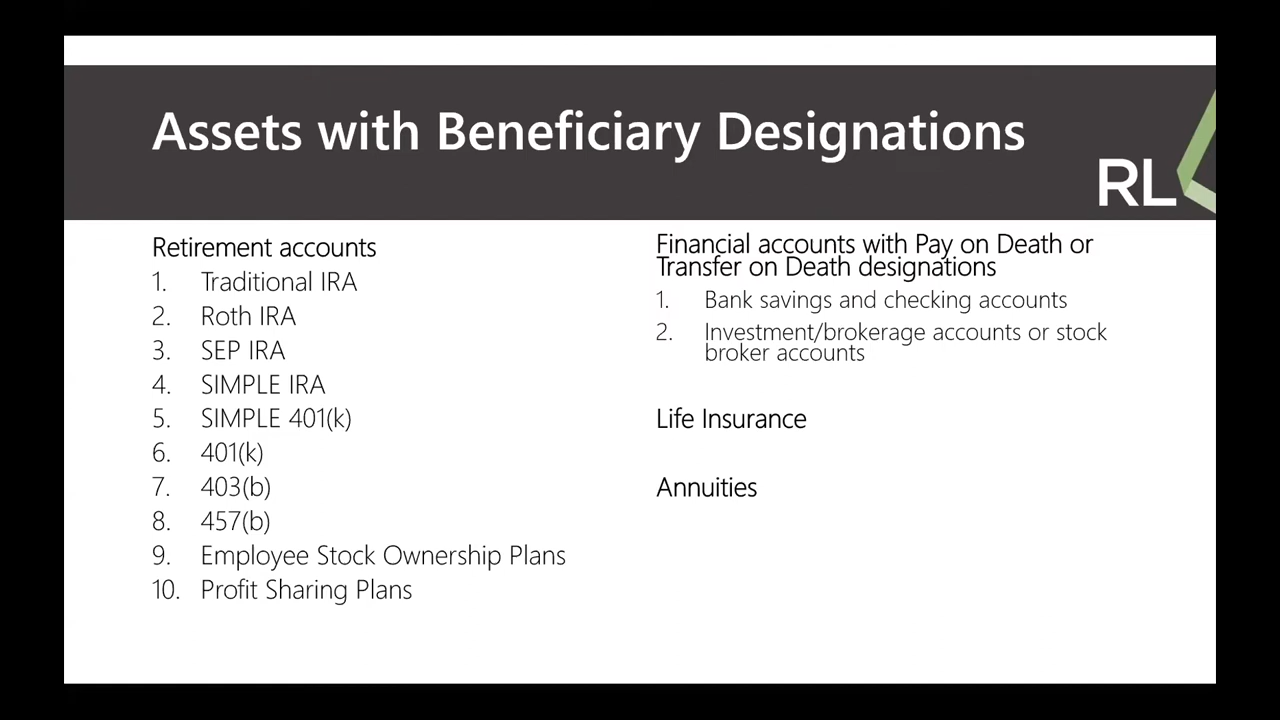 Assets with Beneficiary Designations
RL
Retirement accounts
1. Traditional IRA
2. Roth IRA
3. SEP IRA
4. SIMPLE IRA
5. SIMPLE 401(k)
6. 401(k)
7. 403(b)
8. 457(b)
9. Employee Stock Ownership Plans
10. Profit Sharing Plans
Financial accounts with Pay on Death or
Transfer on Death designations
1. Bank savings and checking accounts
2. Investment/brokerage accounts or stock
broker accounts
Life Insurance
Annuities